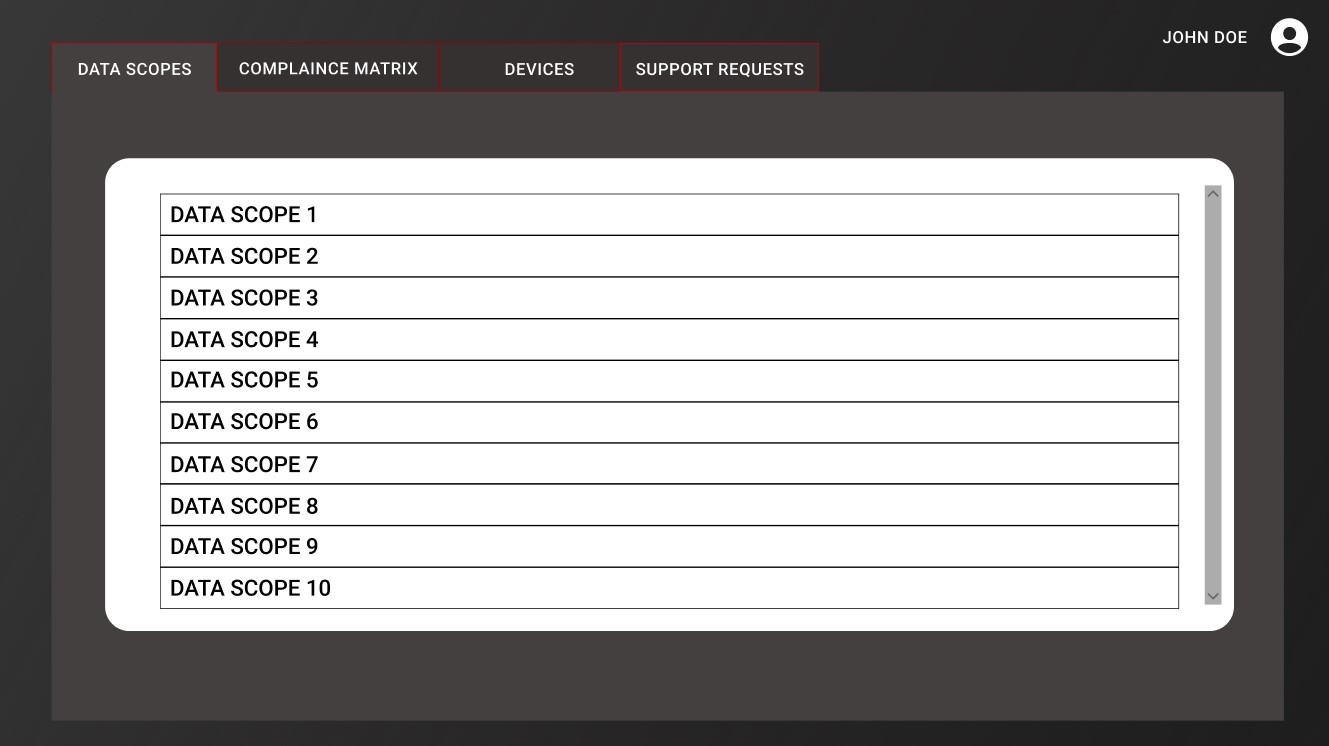 JOHN DOE
DATA SCOPES
COMPLAINCE MATRIX
DEVICES
SUPPORT REQUESTS
DATA SCOPE 1
DATA SCOPE 2
DATA SCOPE 3
DATA SCOPE 4
DATA SCOPE 5
DATA SCOPE 6
DATA SCOPE 7
DATA SCOPE 8
DATA SCOPE 9
DATA SCOPE 10